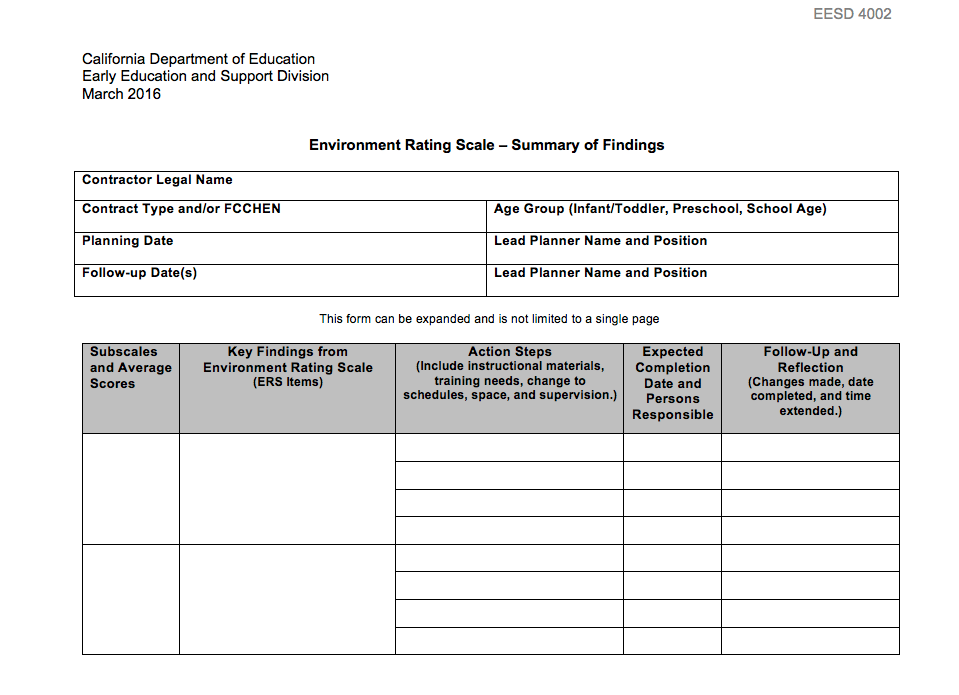 EESD 4002
California Department of Education
Early Education and Support Division
March 2016
Environment Rating Scale – Summary of Findings
Contractor Legal Name
Contract Type and/or FCCHEN
Age Group (Infant/Toddler, Preschool, School Age)
Planning Date
Lead Planner Name and Position
Follow-up Date(s)
Lead Planner Name and Position
This form can be expanded and is not limited to a single page
Subscales
and Average
Scores
Key Findings from
Environment Rating Scale
(ERS Items)
Action Steps
(Include instructional materials,
training needs, change to
schedules, space, and supervision.)
Expected
Completion
Date and
Persons
Responsible
Follow-Up and
Reflection
(Changes made, date
completed, and time
extended.)